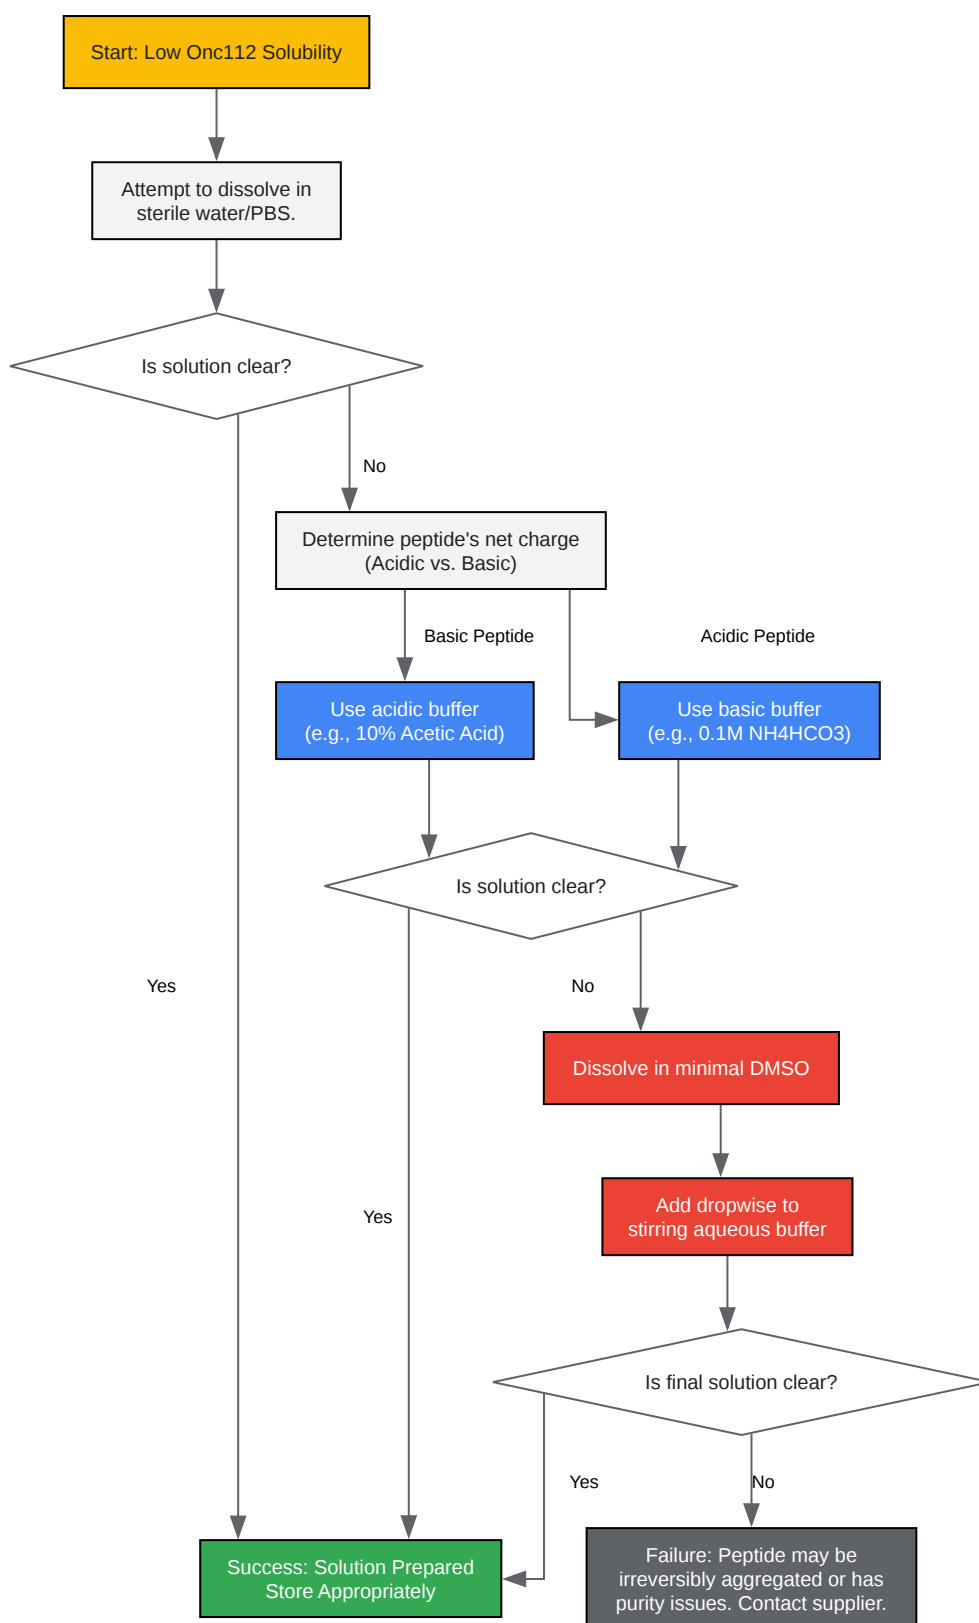 Start: Low Onc112 Solubility
Attempt to dissolve in
sterile water/PBS.
Is solution clear?
No
Determine peptide's net charge
(Acidic vs. Basic)
Basic Peptide
Acidic Peptide
Use acidic buffer
(e.g., 10% Acetic Acid)
Use basic buffer
(e.g., 0.1M NH4HCO3)
Is solution clear?
Yes
No
Dissolve in minimal DMSO
Add dropwise to
stirring aqueous buffer
Yes
Is final solution clear?
Yes
No
Success: Solution Prepared
Store Appropriately
Failure: Peptide may be
irreversibly aggregated or has
purity issues. Contact supplier.